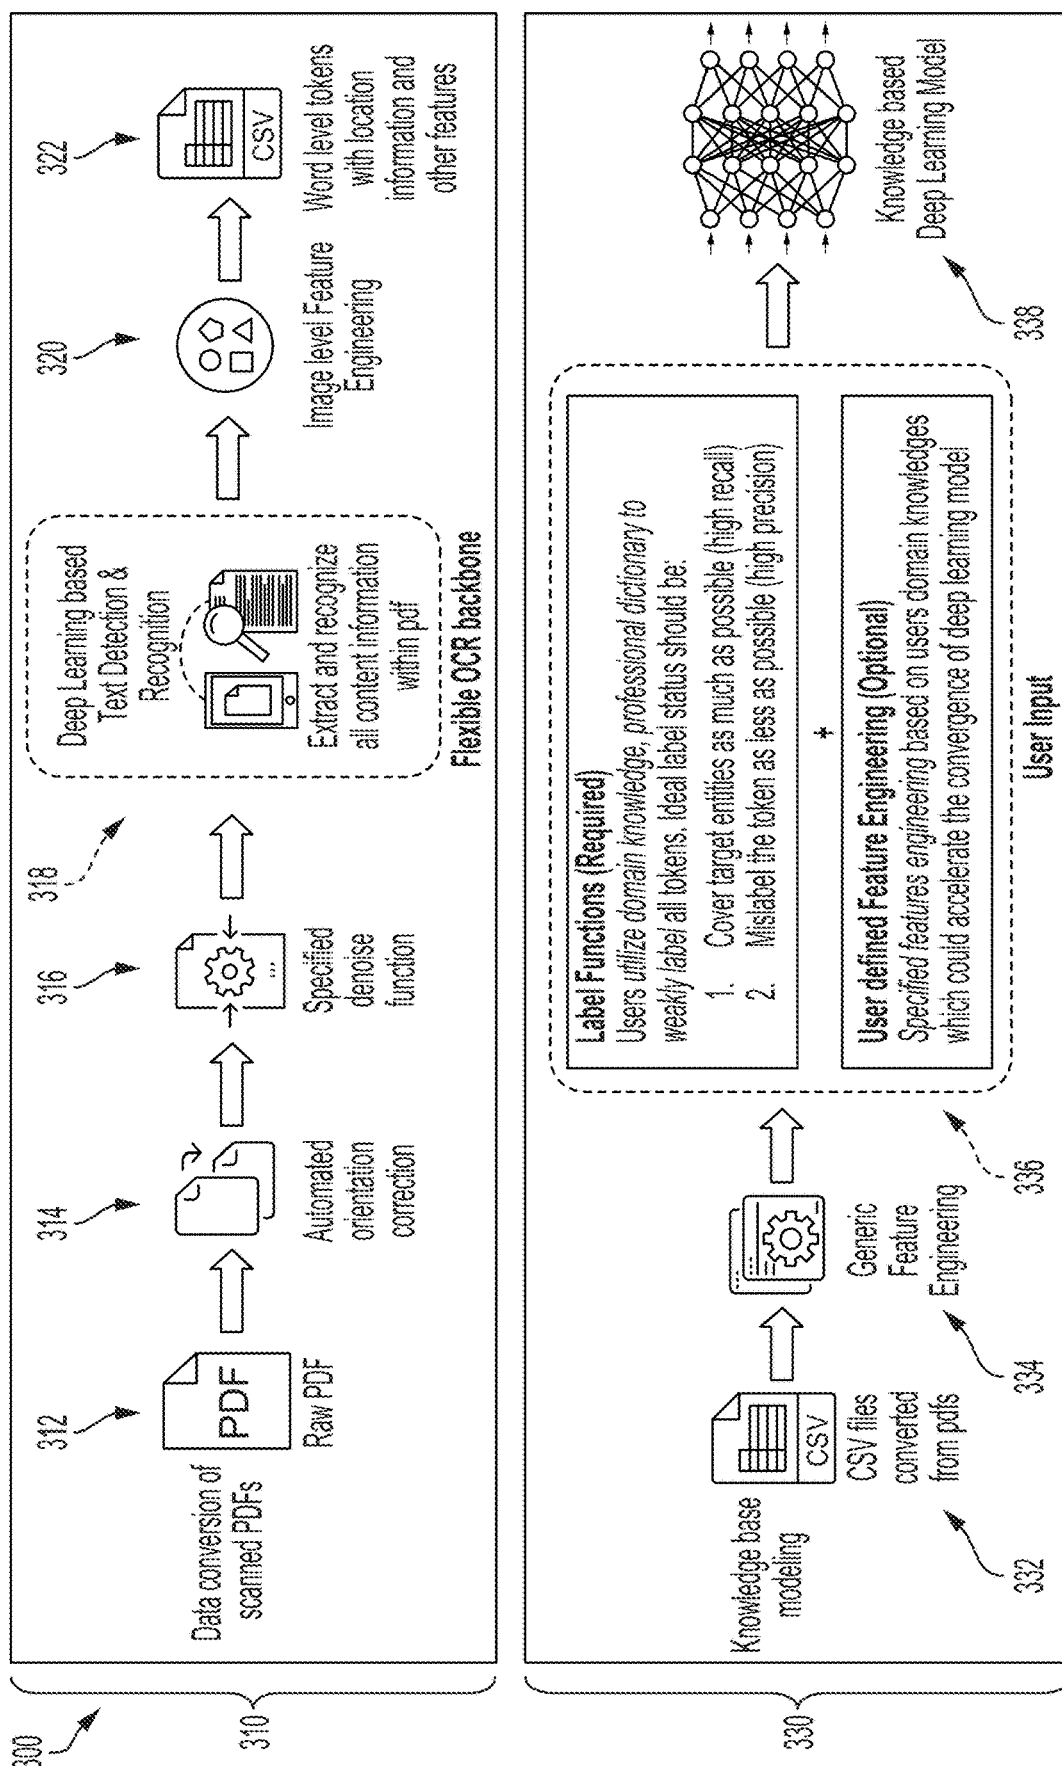 300
310
Data conversion of
scanned PDFs
312
PDF
Raw PDF
314
Automated
orientation
correction
316
Specified
denoise
function
318
Deep Learning based
Text Detection &
Recognition
Extract and recognize
all content information
within pdf
Flexible OCR backbone
320
Image level Feature
Engineering
322
CSV
Word level tokens
with location
information and
other features
330
Knowledge base
modeling
332
CSV
CSV files
converted
from pdfs
334
Generic
Feature
Engineering
336
Label Functions (Required)
Users utilize domain knowledge, professional dictionary to
weakly label all tokens. Ideal label status should be:
1. Cover target entities as much as possible (high recall)
2. Mislabel the token as less as possible (high precision)
*
User defined Feature Engineering (Optional)
Specified features engineering based on users domain knowledges
which could accelerate the convergence of deep learning model
User Input
338
Knowledge based
Deep Learning Model